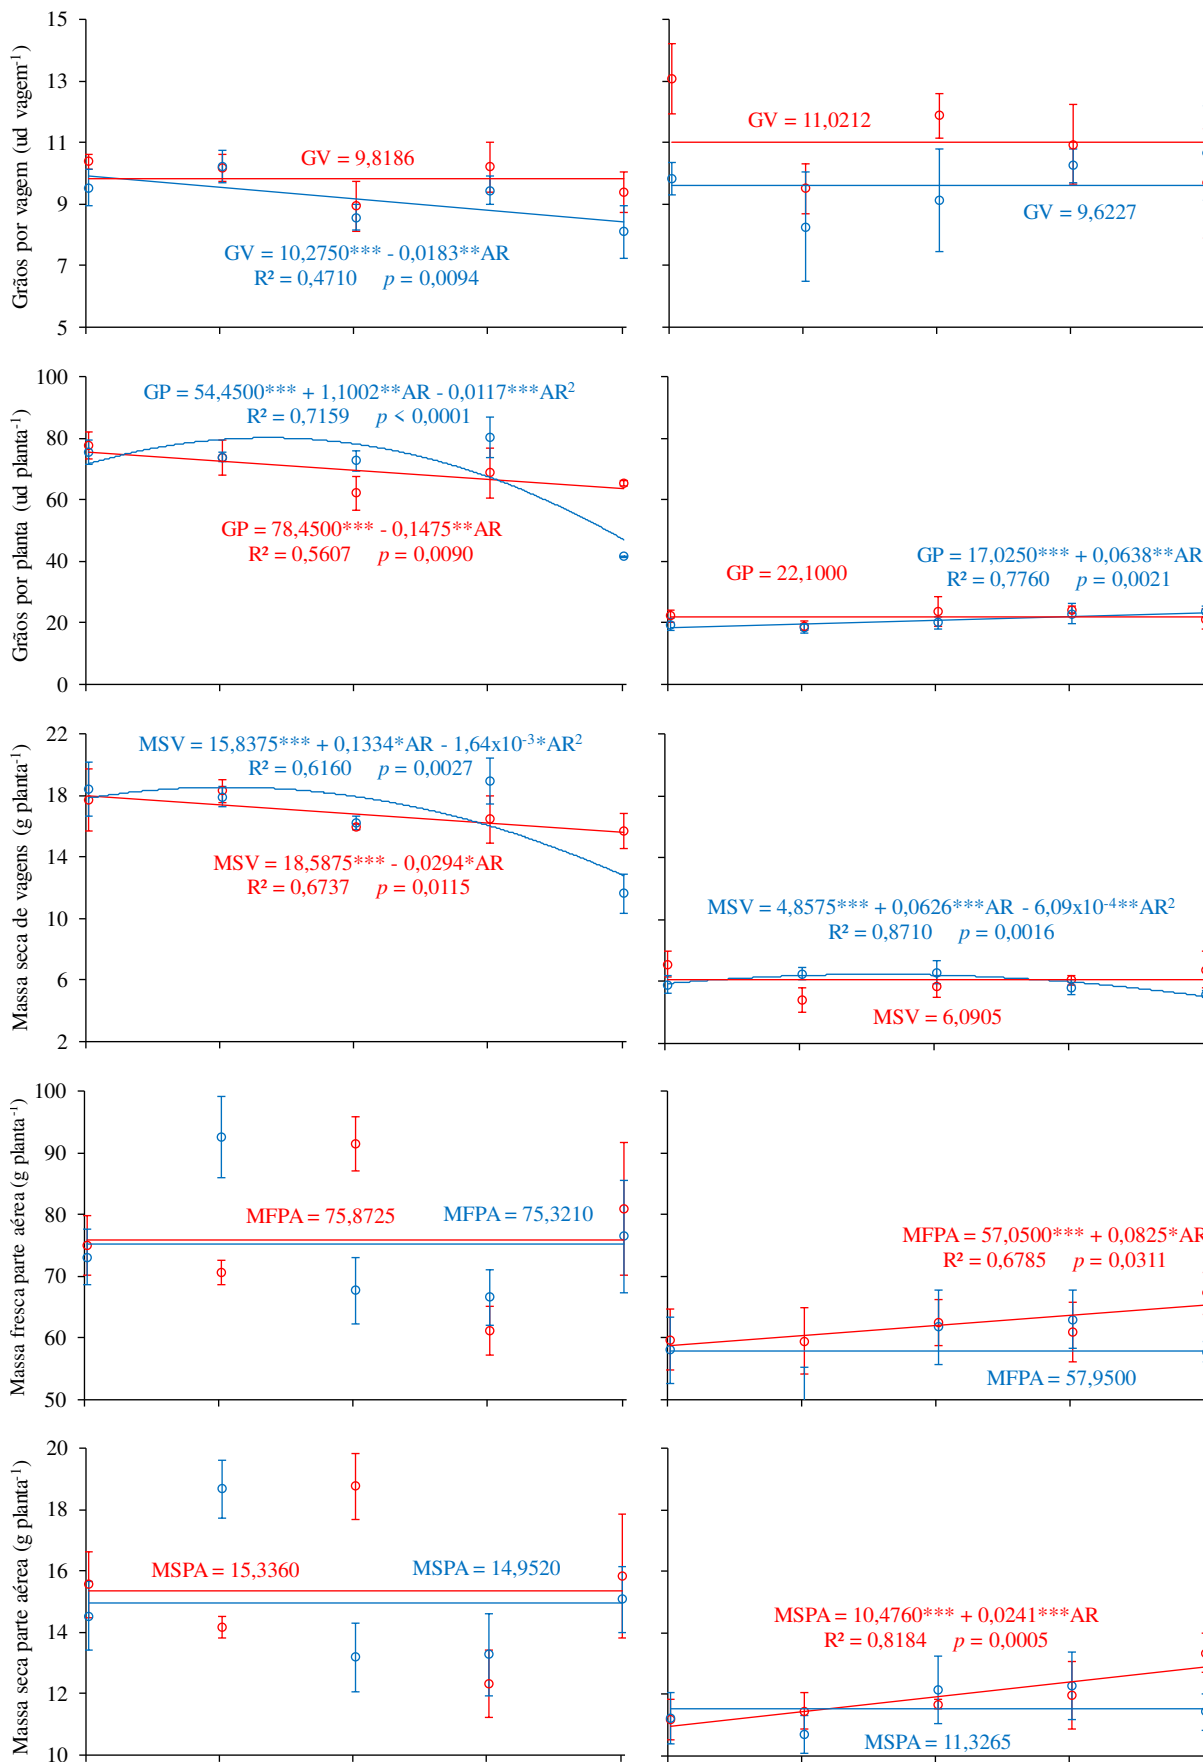 Grãos por vagem (ud vagem⁻¹)
15
13
11
9
7
5
GV = 9,8186
GV = 10,2750*** - 0,0183**AR
R² = 0,4710 p = 0,0094
GV = 11,0212
GV = 9,6227
Grãos por planta (ud planta⁻¹)
100
80
60
40
20
0
GP = 54,4500*** + 1,1002**AR - 0,0117***AR²
R² = 0,7159 p < 0,0001
GP = 78,4500*** - 0,1475**AR
R² = 0,5607 p = 0,0090
GP = 22,1000
GP = 17,0250*** + 0,0638**AR
R² = 0,7760 p = 0,0021
Massa seca de vagens (g planta⁻¹)
22
18
14
10
6
2
MSV = 15,8375*** + 0,1334*AR - 1,64x10⁻³*AR²
R² = 0,6160 p = 0,0027
MSV = 18,5875*** - 0,0294*AR
R² = 0,6737 p = 0,0115
MSV = 4,8575*** + 0,0626***AR - 6,09x10⁻⁴**AR²
R² = 0,8710 p = 0,0016
MSV = 6,0905
Massa fresca parte aérea (g planta⁻¹)
100
90
80
70
60
50
MFPA = 75,8725
MFPA = 75,3210
MFPA = 57,0500*** + 0,0825*AR
R² = 0,6785 p = 0,0311
MFPA = 57,9500
Massa seca parte aérea (g planta⁻¹)
20
18
16
14
12
10
MSPA = 15,3360
MSPA = 14,9520
MSPA = 10,4760*** + 0,0241***AR
R² = 0,8184 p = 0,0005
MSPA = 11,3265